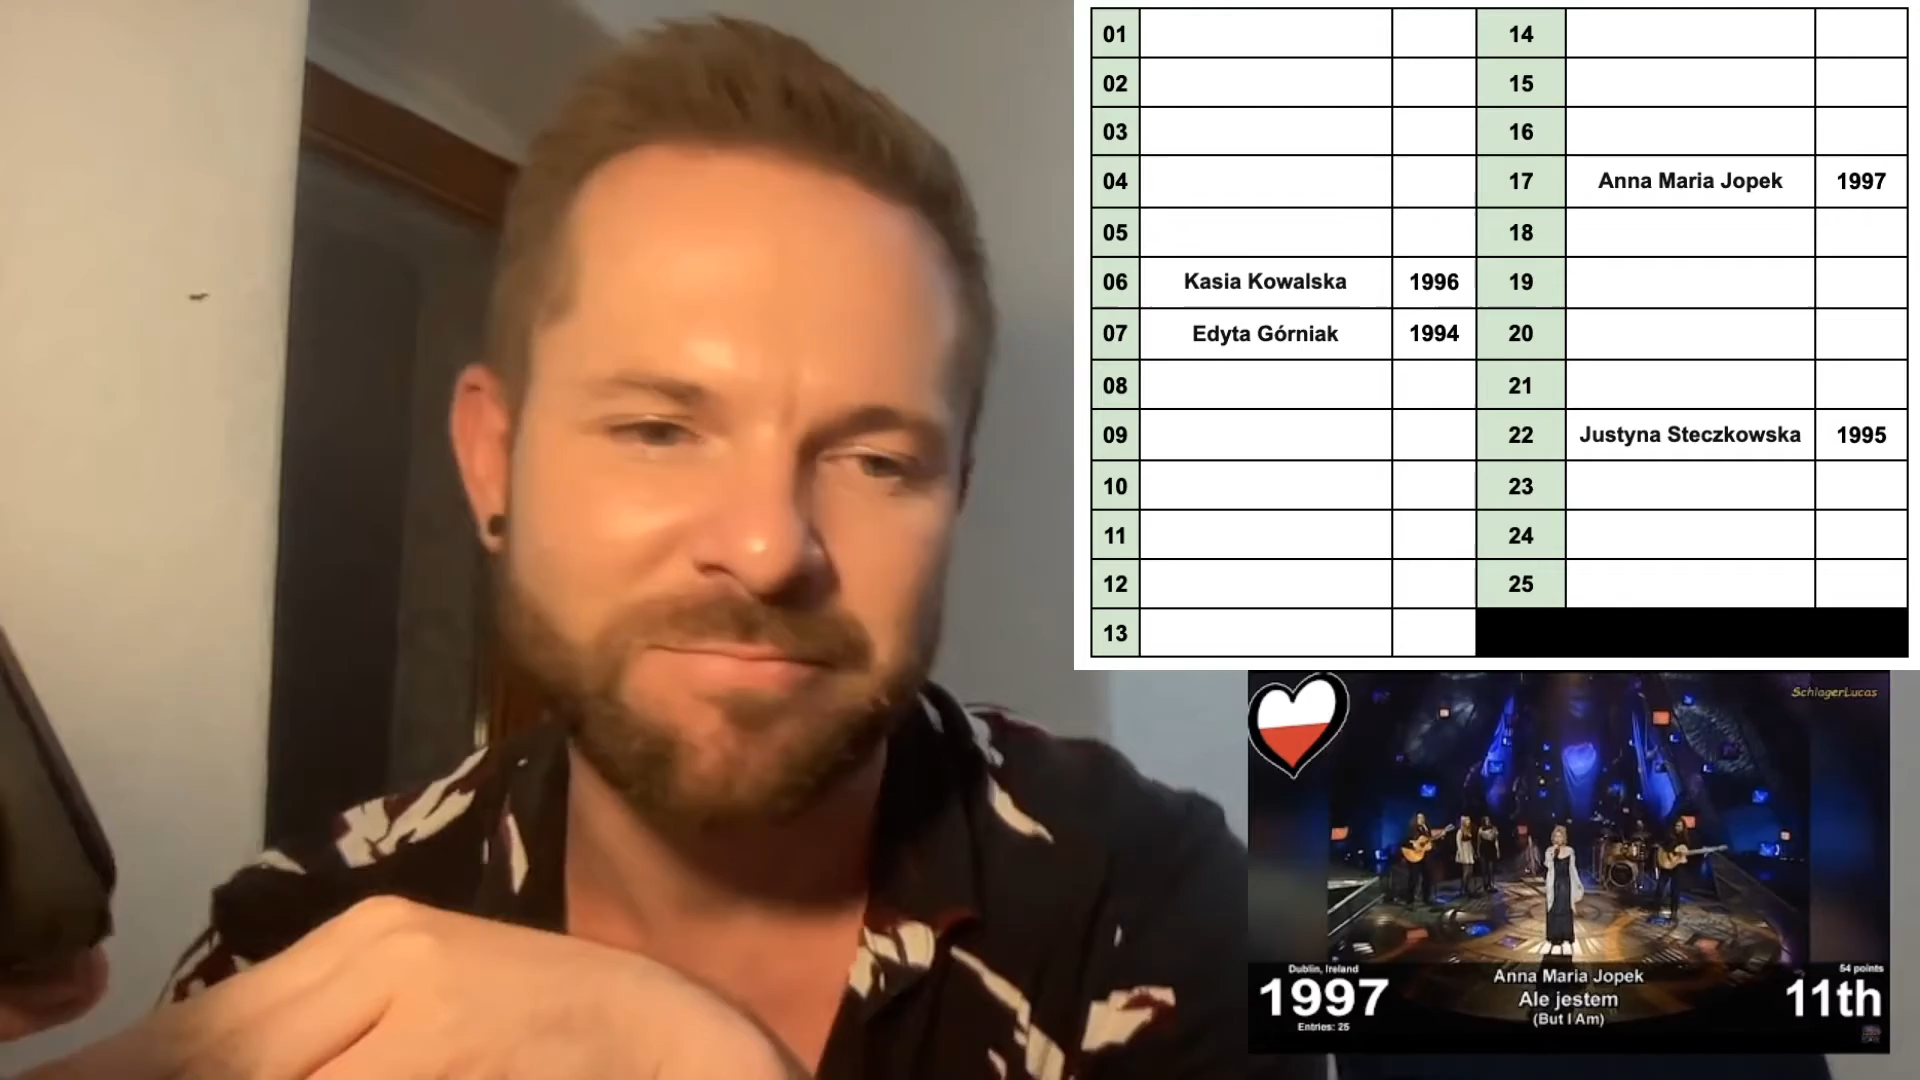 01 14
02 15
03 16
04 17 Anna Maria Jopek 1997
05 18
06 Kasia Kowalska 1996 19
07 Edyta Górniak 1994 20
08 21
09 22 Justyna Steczkowska 1995
10 23
11 24
12 25
13
SchlagerLucas
Dublin, Ireland
1997
Entries: 25
Anna Maria Jopek
Ale jestem
(But I Am)
54 points
11th